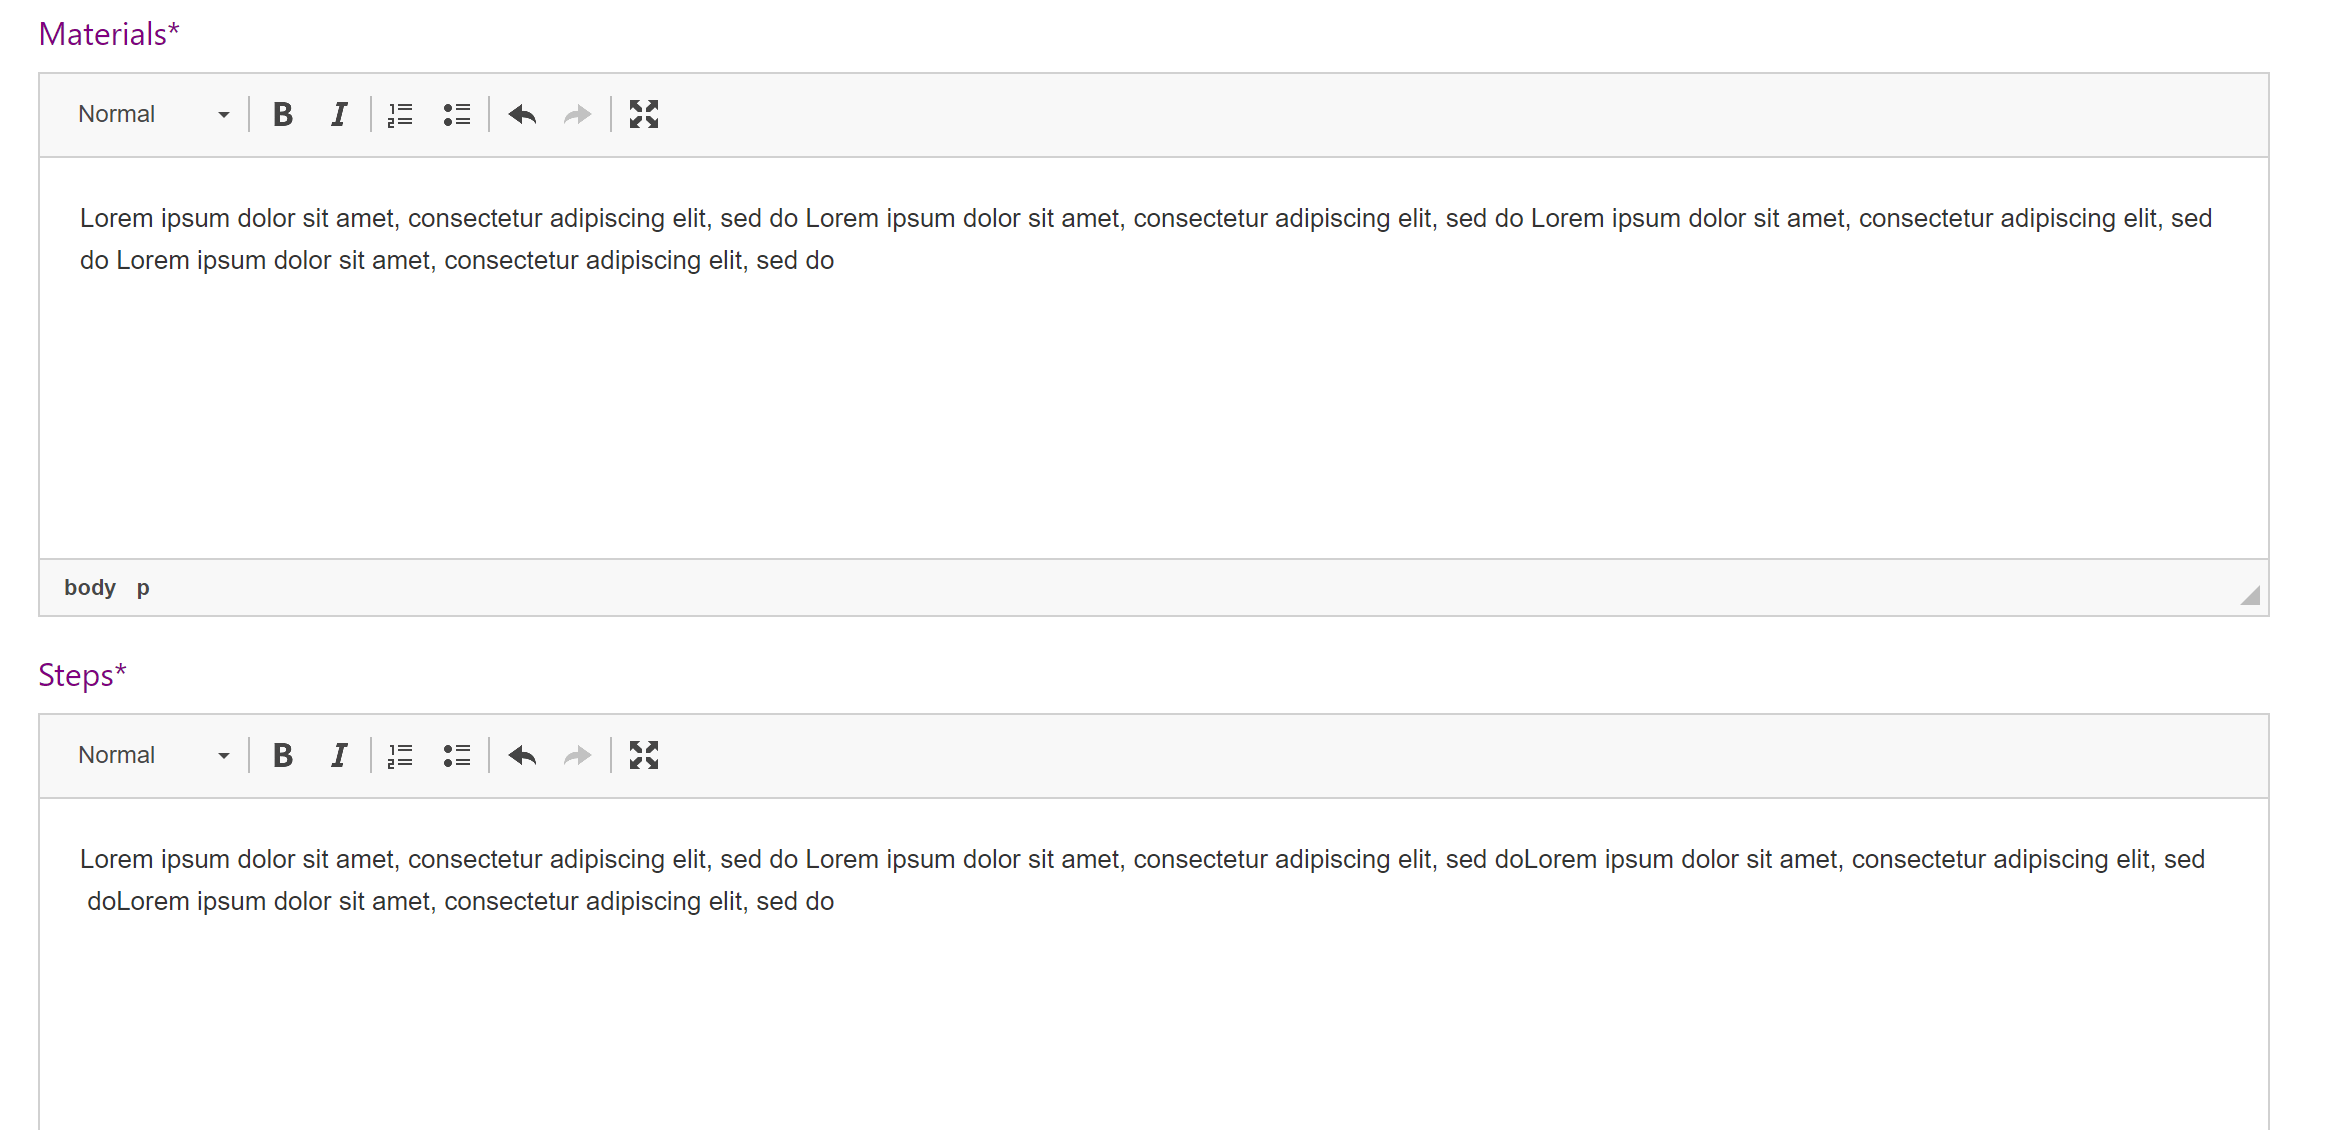 Materials*
Normal B I
Lorem ipsum dolor sit amet, consectetur adipiscing elit, sed do Lorem ipsum dolor sit amet, consectetur adipiscing elit, sed do Lorem ipsum dolor sit amet, consectetur adipiscing elit, sed
do Lorem ipsum dolor sit amet, consectetur adipiscing elit, sed do
body p
Steps*
Normal B I
Lorem ipsum dolor sit amet, consectetur adipiscing elit, sed do Lorem ipsum dolor sit amet, consectetur adipiscing elit, sed doLorem ipsum dolor sit amet, consectetur adipiscing elit, sed
doLorem ipsum dolor sit amet, consectetur adipiscing elit, sed do